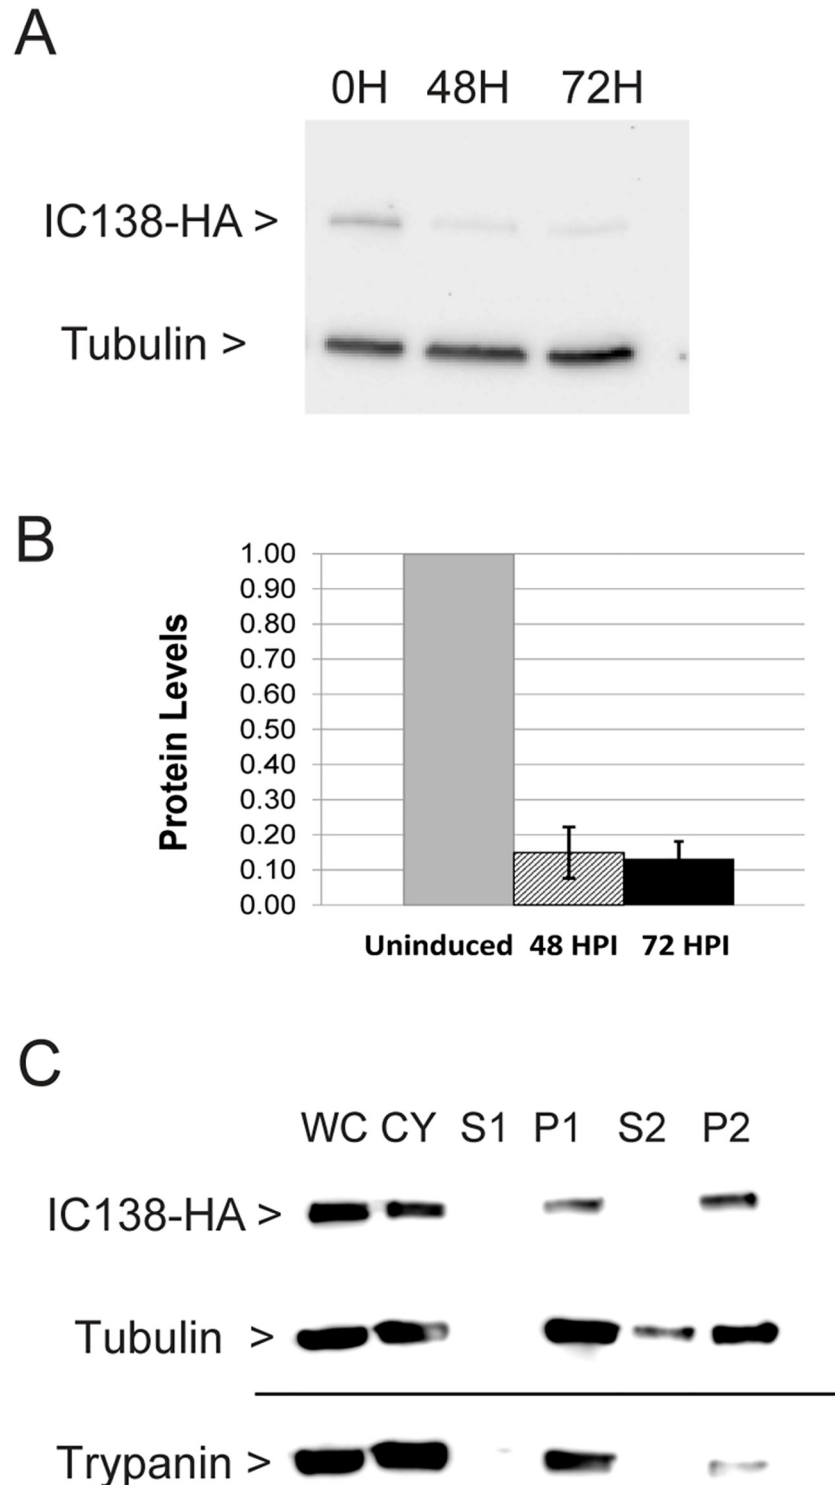 A
0H 48H 72H
IC138-HA >
Tubulin >
B
Protein Levels
1.00
0.90
0.80
0.70
0.60
0.50
0.40
0.30
0.20
0.10
0.00
Uninduced 48 HPI 72 HPI
C
WC CY S1 P1 S2 P2
IC138-HA >
Tubulin >
Trypanin >